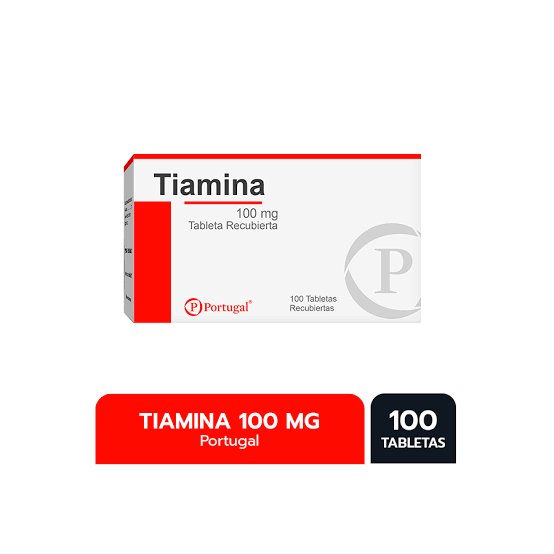 Tiamina
100 mg
Tableta Recubierta
P Portugal®
100 Tabletas
Recubiertas
P
TIAMINA 100 MG
Portugal
100
TABLETAS